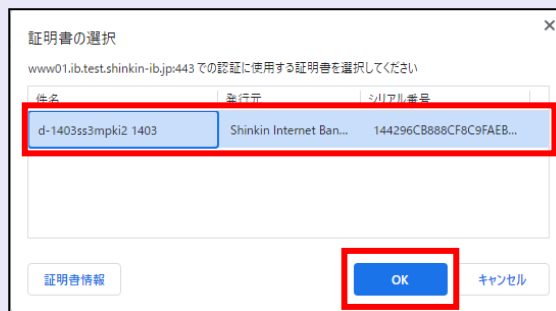 ×
証明書の選択
www01.ib.test.shinkin-ib.jp:443 での認証に使用する証明書を選択してください
件名 発行元 シリアル番号
d-1403ss3mpki2 1403 Shinkin Internet Ban... 144296CB888CF8C9FAEB...
証明書情報 OK キャンセル